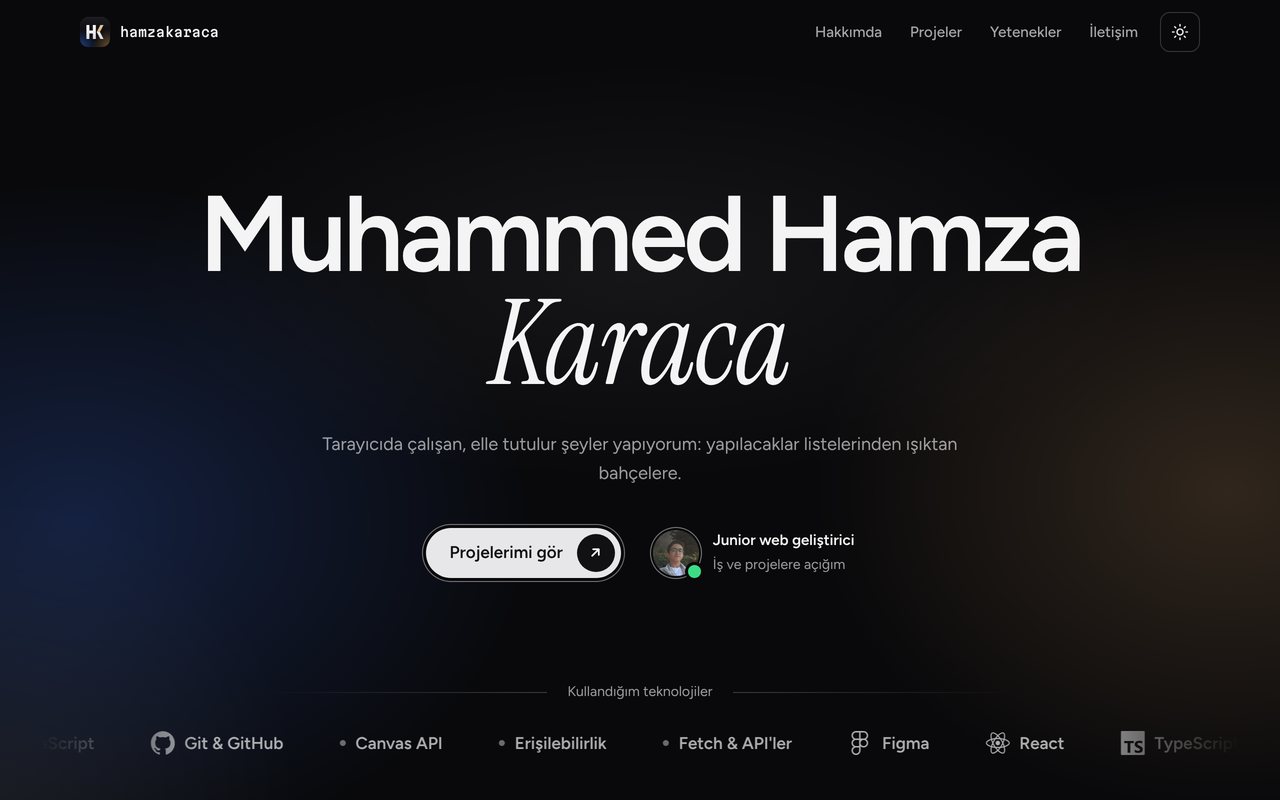 HK hamzakaraca
Hakkımda Projeler Yetenekler İletişim
Muhammed Hamza
Karaca
Tarayıcıda çalışan, elle tutulur şeyler yapıyorum: yapılacaklar listelerinden ışıktan
bahçelere.
Projelerimi gör
Junior web geliştirici
İş ve projelere açığım
Kullandığım teknolojiler
Script Git & GitHub • Canvas API • Erişilebilirlik • Fetch & API'ler Figma React TS TypeScript